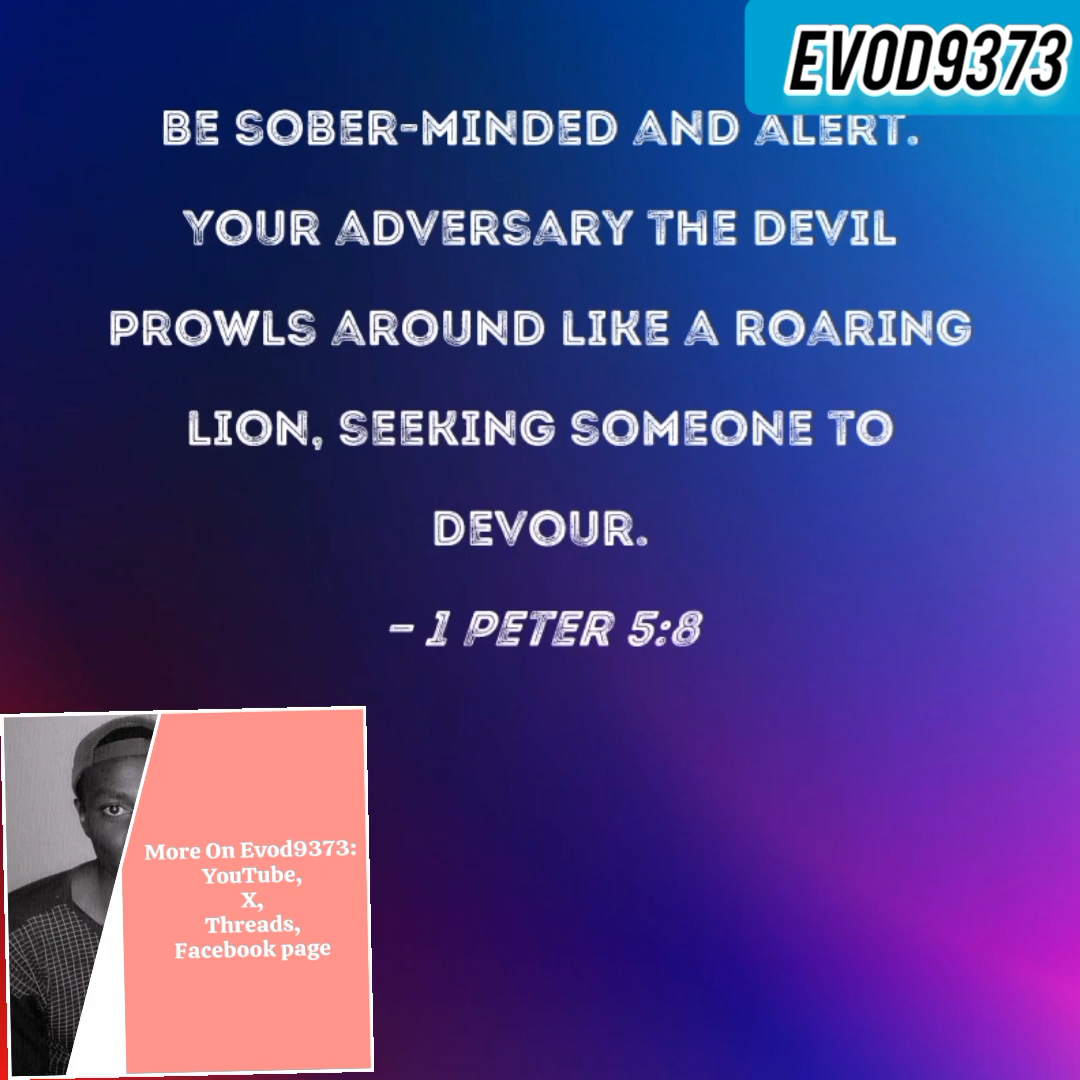 EVOD9373
BE SOBER-MINDED AND ALERT.
YOUR ADVERSARY THE DEVIL
PROWLS AROUND LIKE A ROARING
LION, SEEKING SOMEONE TO
DEVOUR.
– 1 PETER 5:8
More On Evod9373:
YouTube,
X,
Threads,
Facebook page